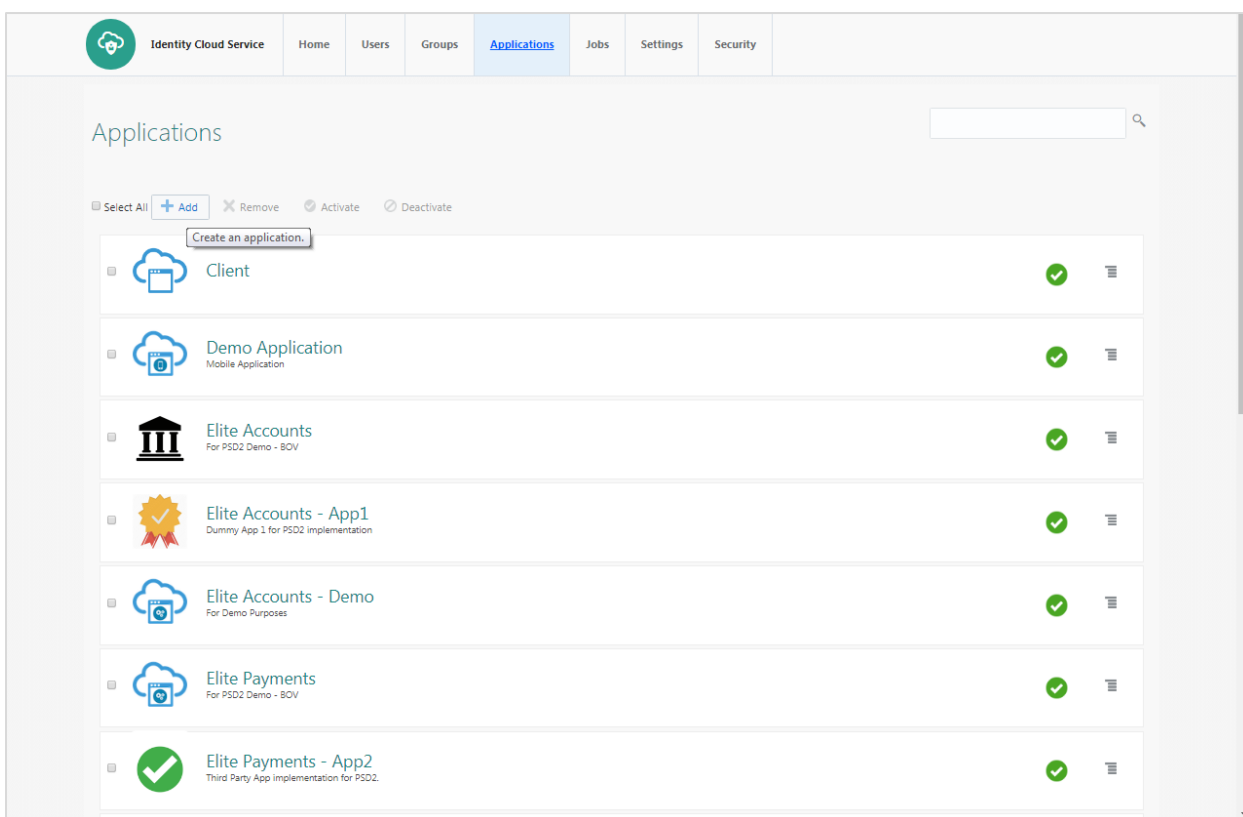 Identity Cloud Service Home Users Groups Applications Jobs Settings Security
Applications
Select All Add Remove Activate Deactivate
Create an application.
Client
Demo Application
Mobile Application
Elite Accounts
For PSD2 Demo - BOV
Elite Accounts - App1
Dummy App 1 for PSD2 implementation
Elite Accounts - Demo
For Demo Purposes
Elite Payments
For PSD2 Demo - BOV
Elite Payments - App2
Third Party App implementation for PSD2.